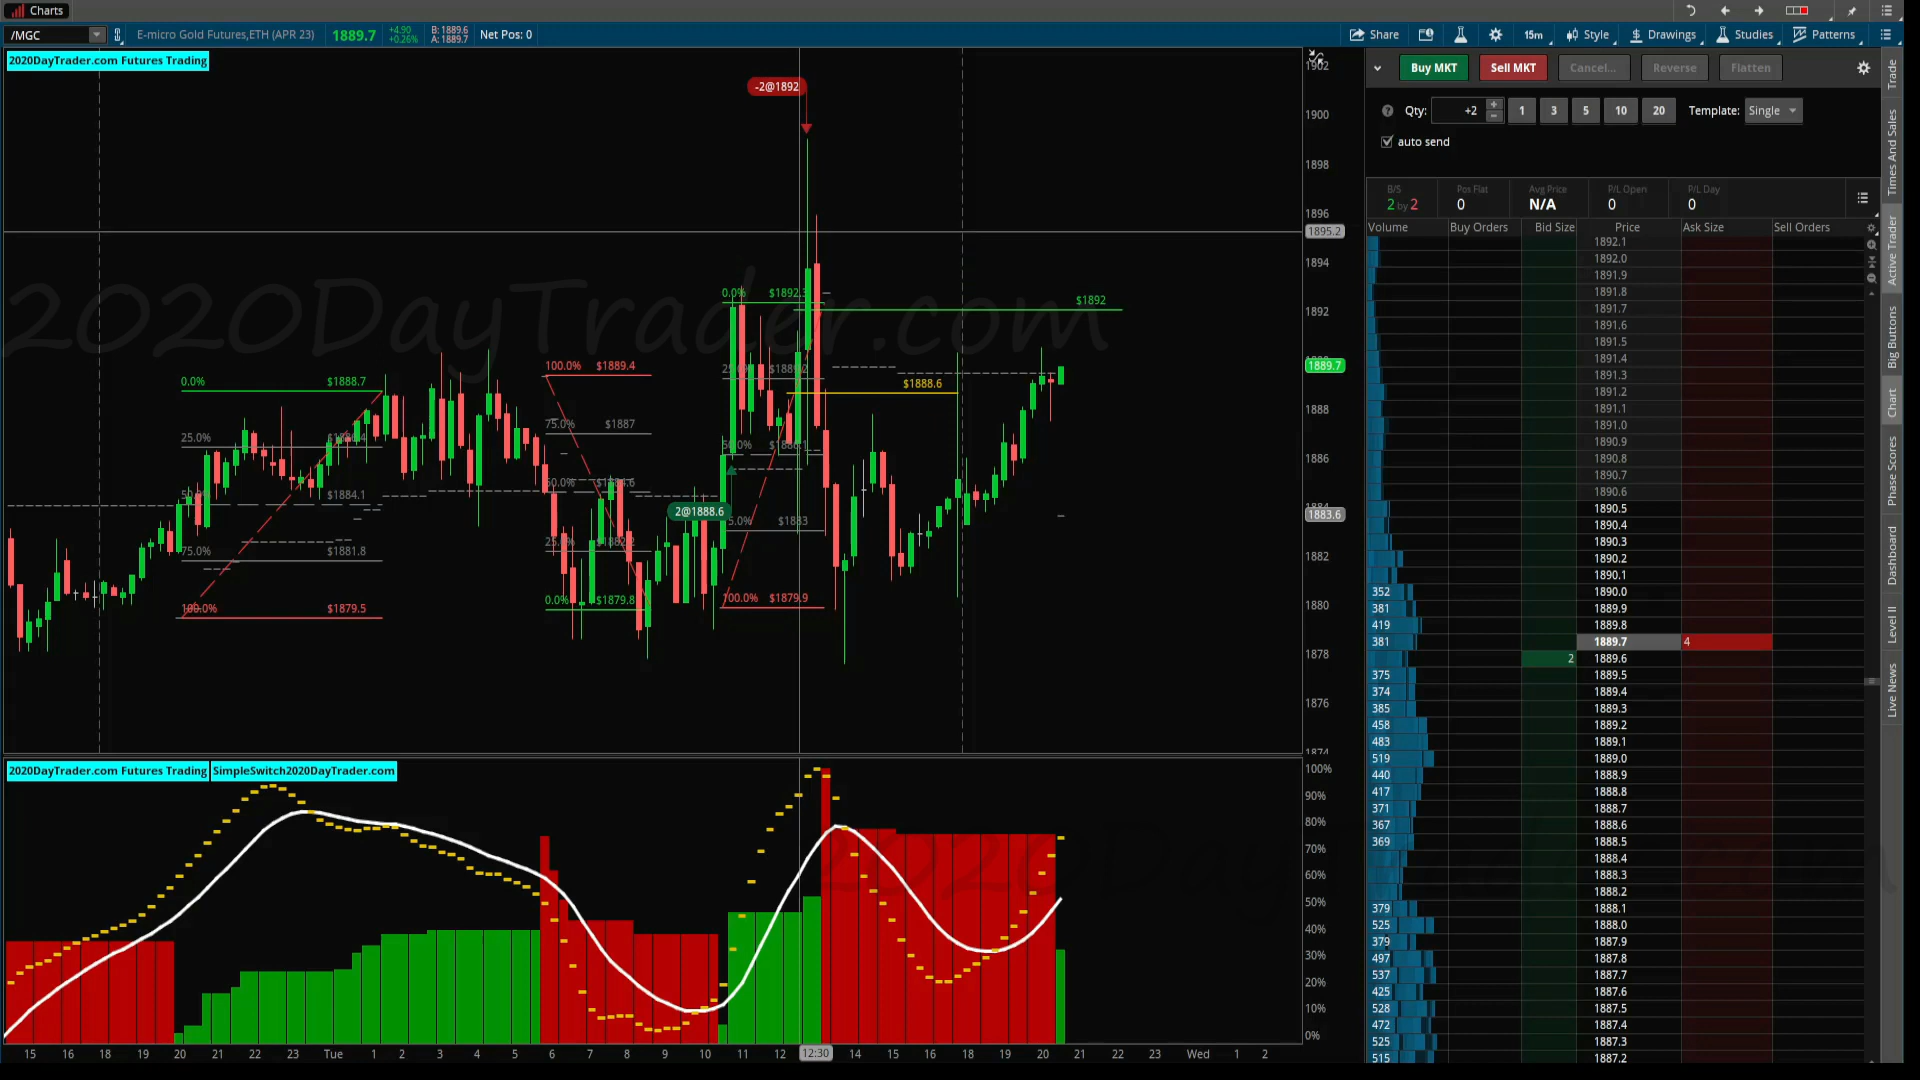 Charts
/MGC
E-micro Gold Futures,ETH (APR 23)
1889.7
+4.90
+0.26%
B: 1889.6
A: 1889.7
Net Pos: 0
Share
15m
Style
Drawings
Studies
Patterns
2020DayTrader.com Futures Trading
2020DayTrader.com
-2@1892
2@1888.6
0.0% $1888.7
25.0%
$1884.1
75.0% $1881.8
100.0% $1879.5
100.0% $1889.4
75.0% $1887
0.0% $1879.8
0.0%
$1892
$1888.6
100.0% $1879.9
1902
1900
1898
1896
1895.2
1894
1892
1889.7
1888
1886
1883.6
1882
1880
1878
1876
1874
2020DayTrader.com Futures Trading
SimpleSwitch2020DayTrader.com
100%
90%
80%
70%
60%
50%
40%
30%
20%
10%
0%
15 16 17 18 19 20 21 22 23 Tue 1 2 3 4 5 6 7 8 9 10 11 12 12:30 14 15 16 18 19 20 21 22 23 Wed 1 2
Buy MKT
Sell MKT
Cancel...
Reverse
Flatten
Qty: +2
1 3 5 10 20
Template: Single
auto send
B/S Pos Flat Avg Price P/L Open P/L Day
2 by 2 0 N/A 0 0
Volume Buy Orders Bid Size Price Ask Size Sell Orders
1892.1
1892.0
1891.9
1891.8
1891.7
1891.6
1891.5
1891.4
1891.3
1891.2
1891.1
1891.0
1890.9
1890.8
1890.7
1890.6
1890.5
1890.4
1890.3
1890.2
1890.1
352 1890.0
381 1889.9
419 1889.8
381 1889.7 4
2 1889.6
375 1889.5
374 1889.4
385 1889.3
458 1889.2
483 1889.1
519 1889.0
440 1888.9
417 1888.8
371 1888.7
367 1888.6
369 1888.5
1888.4
1888.3
1888.2
379 1888.1
525 1888.0
379 1887.9
497 1887.8
537 1887.7
425 1887.6
528 1887.5
472 1887.4
525 1887.3
515 1887.2
Trade
Times And Sales
Active Trader
Big Buttons
Chart
Phase Scores
Dashboard
Level II
Live News